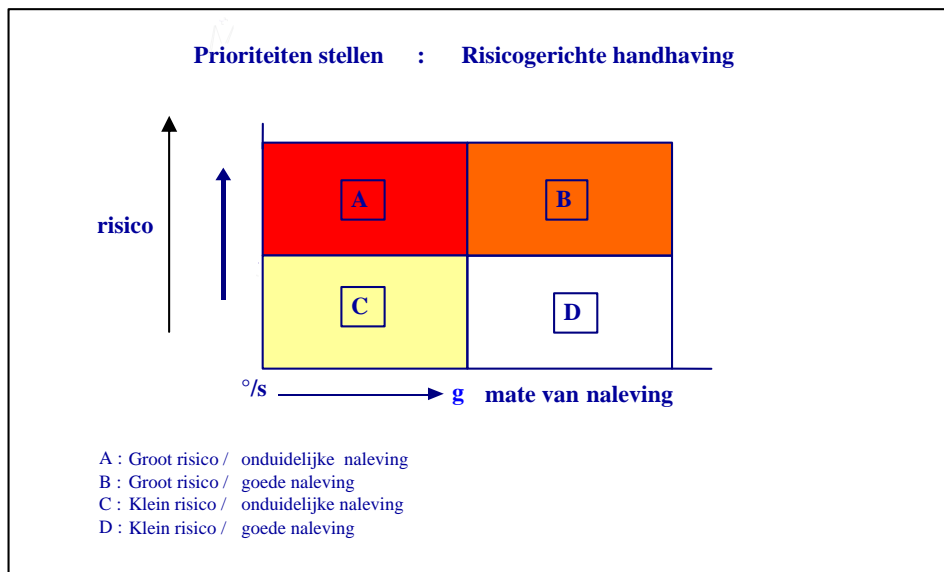 Prioriteiten stellen : Risicogerichte handhaving
A
B
risico
C
D
°/s g mate van naleving
A : Groot risico / onduidelijke naleving
B : Groot risico / goede naleving
C : Klein risico / onduidelijke naleving
D : Klein risico / goede naleving